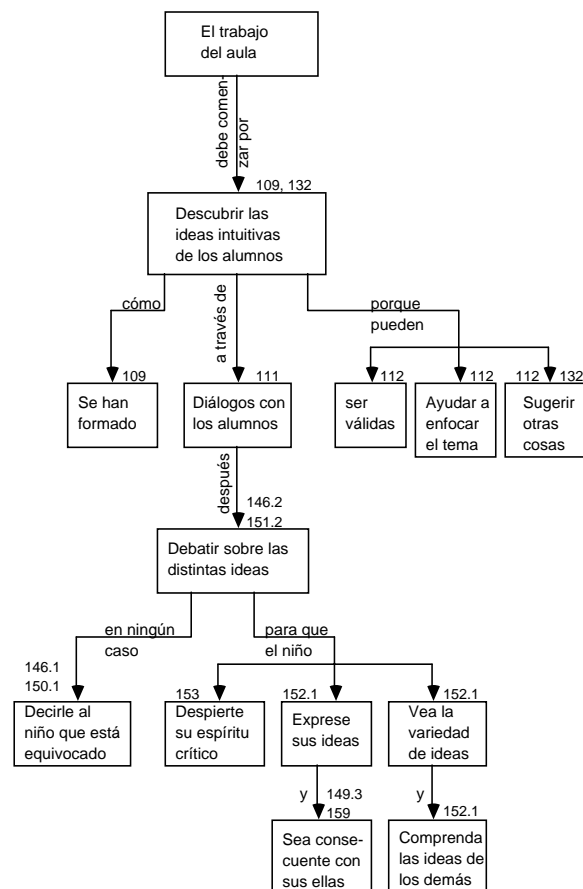 El trabajo
del aula
debe comen-
zar por
109, 132
Descubrir las
ideas intuitivas
de los alumnos
cómo
a través de
porque
pueden
109
111
112
112
112 132
Se han
formado
Diálogos con
los alumnos
ser
válidas
Ayudar a
enfocar
el tema
Sugerir
otras
cosas
después
146.2
151.2
Debatir sobre las
distintas ideas
en ningún
caso
para que
el niño
146.1
150.1
153
152.1
152.1
Decirle al
niño que está
equivocado
Despierte
su espíritu
crítico
Exprese
sus ideas
Vea la
variedad
de ideas
y
149.3
159
y
152.1
Sea conse-
cuente con
sus ellas
Comprenda
las ideas de
los demás